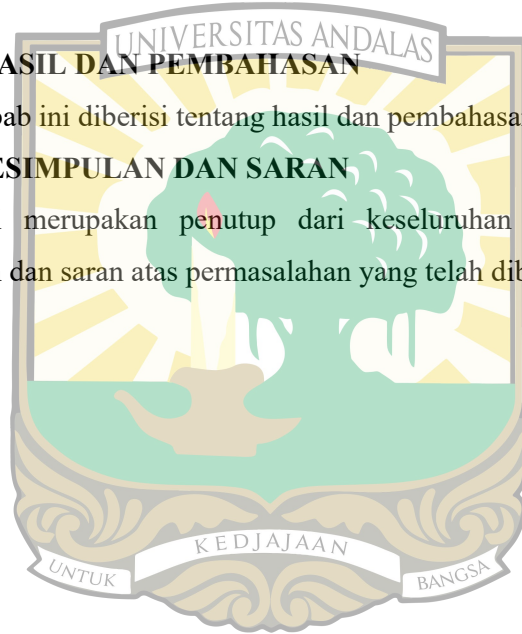 UNIVERSITAS ANDALAS
ASIL DAN PEMBAHASAN
bab ini diberisi tentang hasil dan pembahasa
ESIMPULAN DAN SARAN
merupakan penutup dari keseluruhan
dan saran atas permasalahan yang telah dib
UNTUK KEDJAJAAN BANGSA